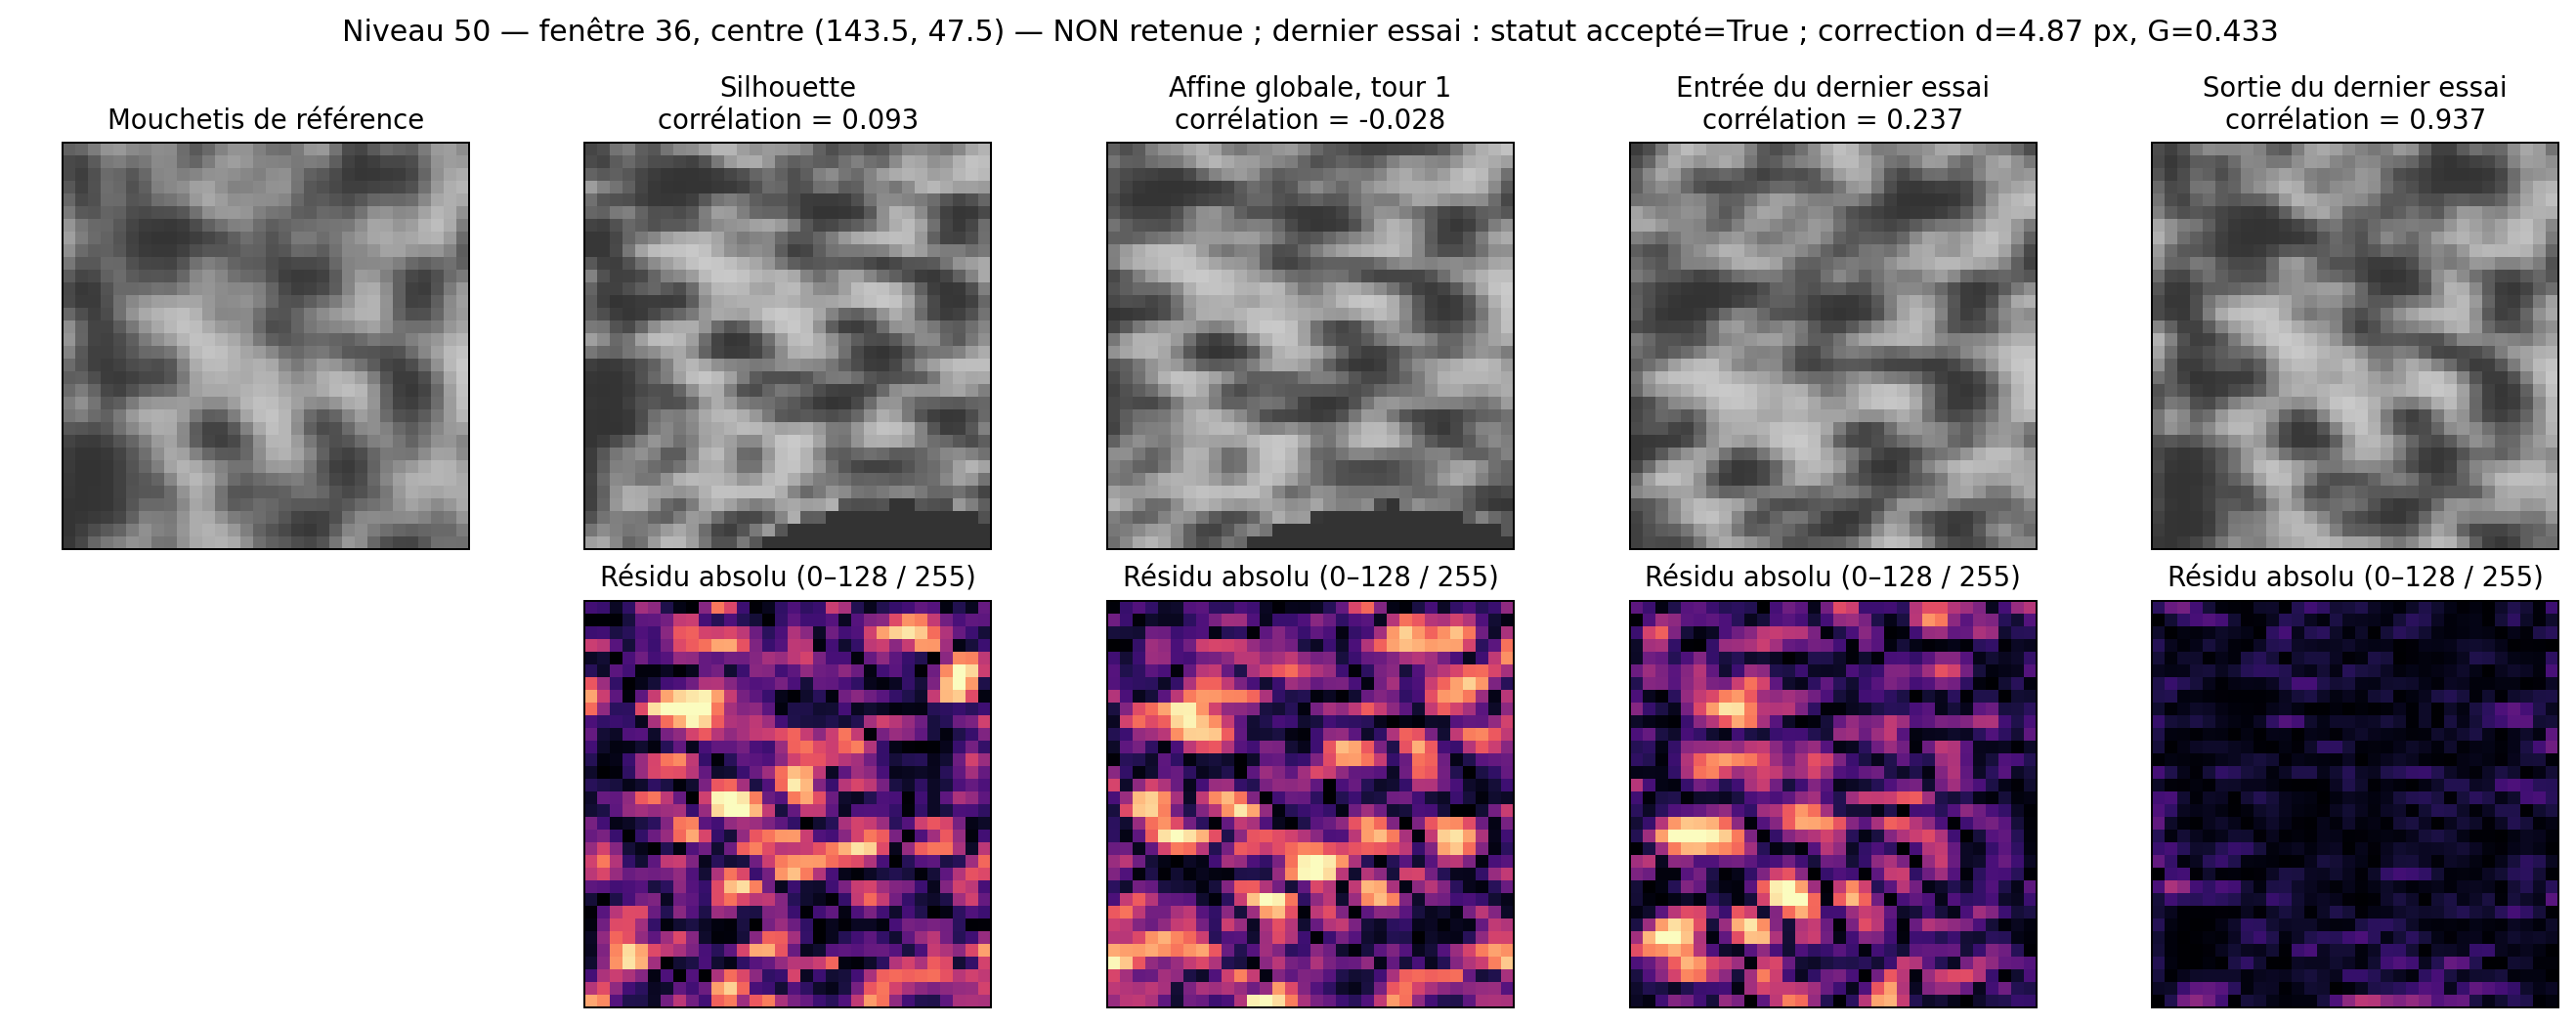 Niveau 50 — fenêtre 36, centre (143.5, 47.5) — NON retenue ; dernier essai : statut accepté=True ; correction d=4.87 px, G=0.433
Mouchetis de référence
Silhouette
corrélation = 0.093
Affine globale, tour 1
corrélation = -0.028
Entrée du dernier essai
corrélation = 0.237
Sortie du dernier essai
corrélation = 0.937
Résidu absolu (0–128 / 255)
Résidu absolu (0–128 / 255)
Résidu absolu (0–128 / 255)
Résidu absolu (0–128 / 255)